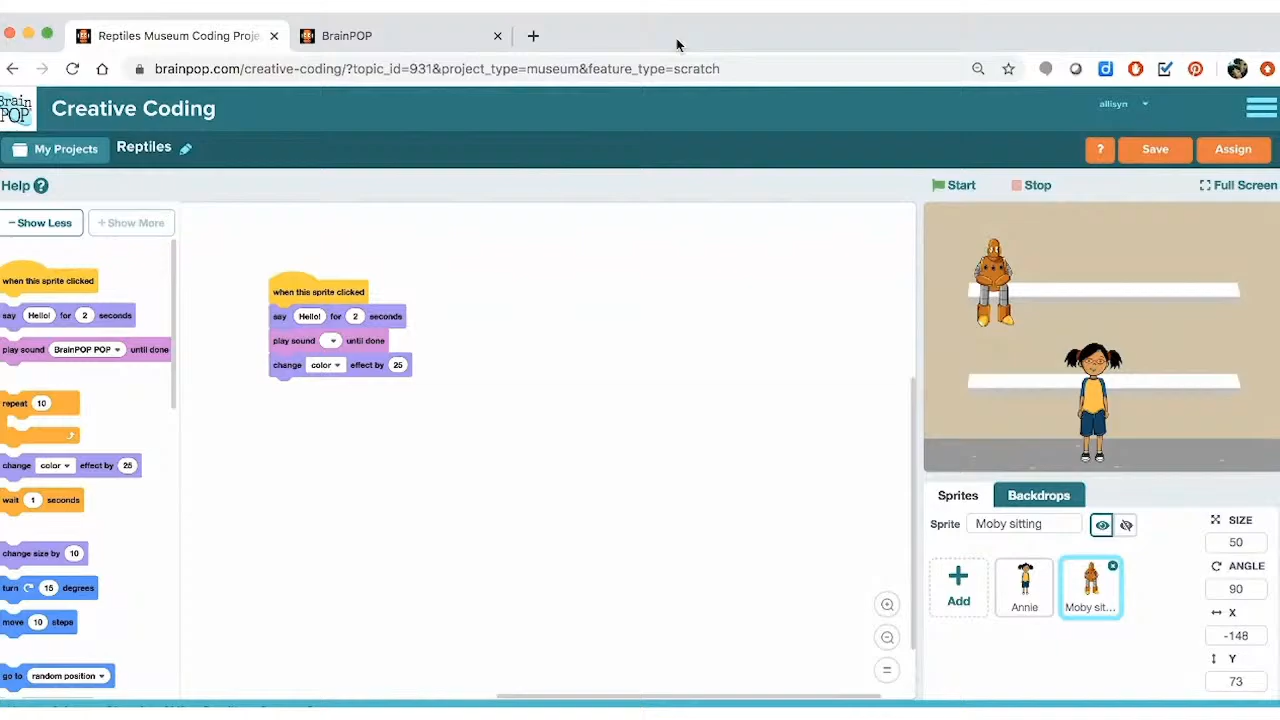 Reptiles Museum Coding Proje
BrainPOP
brainpop.com/creative-coding/?topic_id=931&project_type=museum&feature_type=scratch
Brain POP
Creative Coding
allisyn
My Projects
Reptiles
?
Save
Assign
Help ?
Start
Stop
Full Screen
− Show Less
+ Show More
when this sprite clicked
say Hello! for 2 seconds
play sound BrainPOP POP until done
repeat 10
change color effect by 25
wait 1 seconds
change size by 10
turn 15 degrees
move 10 steps
go to random position
when this sprite clicked
say Hello! for 2 seconds
play sound until done
change color effect by 25
Sprites
Backdrops
Sprite
Moby sitting
SIZE
50
ANGLE
90
X
-148
Y
73
+
Add
Annie
Moby sit...